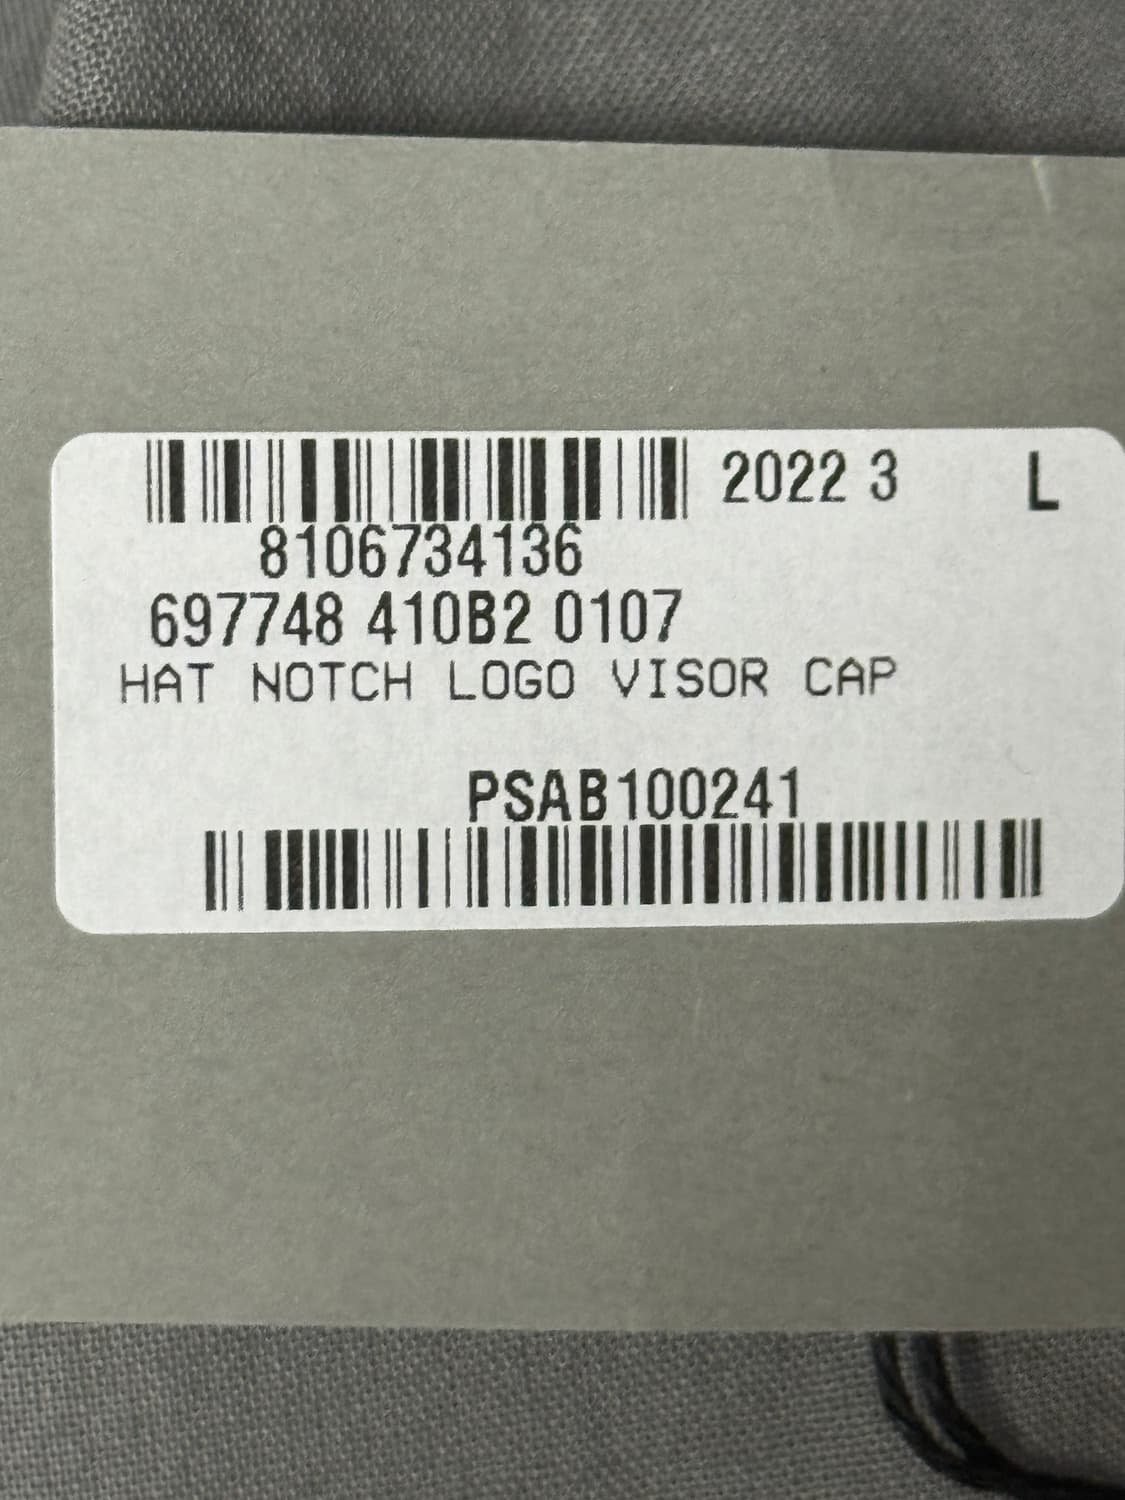 2022 3 L
8106734136
697748 410B2 0107
HAT NOTCH LOGO VISOR CAP
PSAB100241